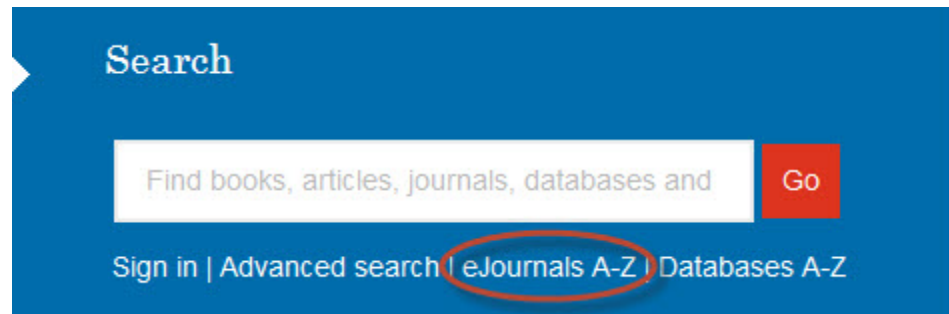 Search
Find books, articles, journals, databases and
Go
Sign in | Advanced search | eJournals A-Z | Databases A-Z